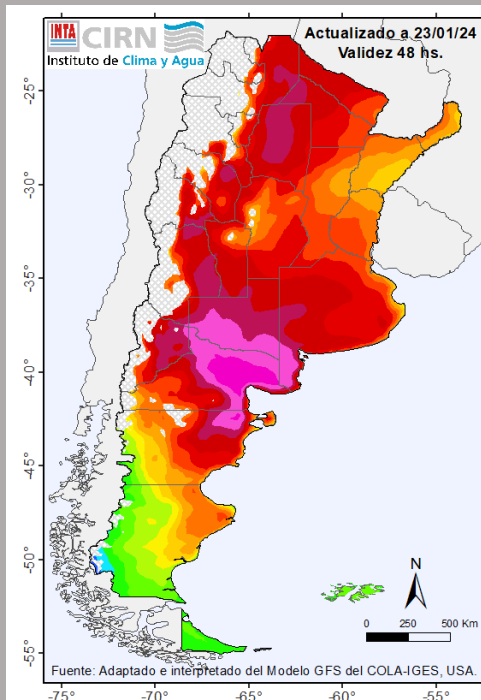 INTA CIRN
Instituto de Clima y Agua
Actualizado a 23/01/24
Validez 48 hs.
-25°
-30°
-35°
-40°
-45°
-50°
-55°
N
0 250 500 Km
Fuente: Adaptado e interpretado del Modelo GFS del COLA-IGES, USA.
-75° -70° -65° -60° -55°